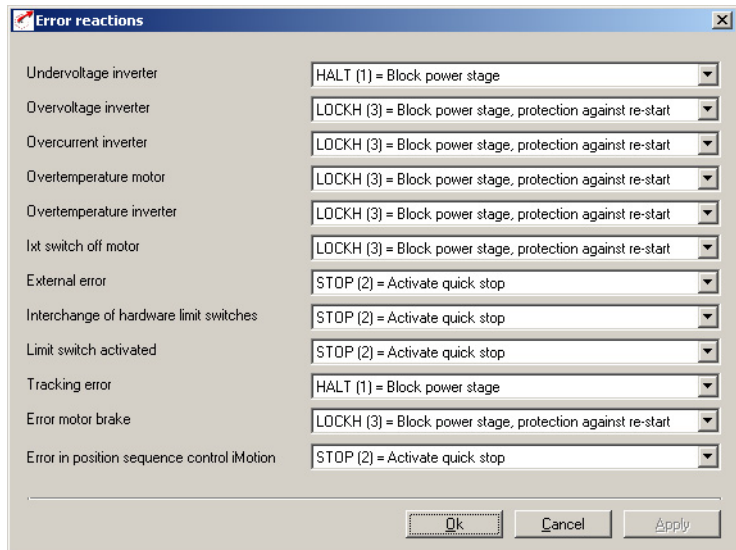 Error reactions
Undervoltage inverter HALT (1) = Block power stage
Overvoltage inverter LOCKH (3) = Block power stage, protection against re-start
Overcurrent inverter LOCKH (3) = Block power stage, protection against re-start
Overtemperature motor LOCKH (3) = Block power stage, protection against re-start
Overtemperature inverter LOCKH (3) = Block power stage, protection against re-start
Ixt switch off motor LOCKH (3) = Block power stage, protection against re-start
External error STOP (2) = Activate quick stop
Interchange of hardware limit switches STOP (2) = Activate quick stop
Limit switch activated STOP (2) = Activate quick stop
Tracking error HALT (1) = Block power stage
Error motor brake LOCKH (3) = Block power stage, protection against re-start
Error in position sequence control iMotion STOP (2) = Activate quick stop
Ok Cancel Apply